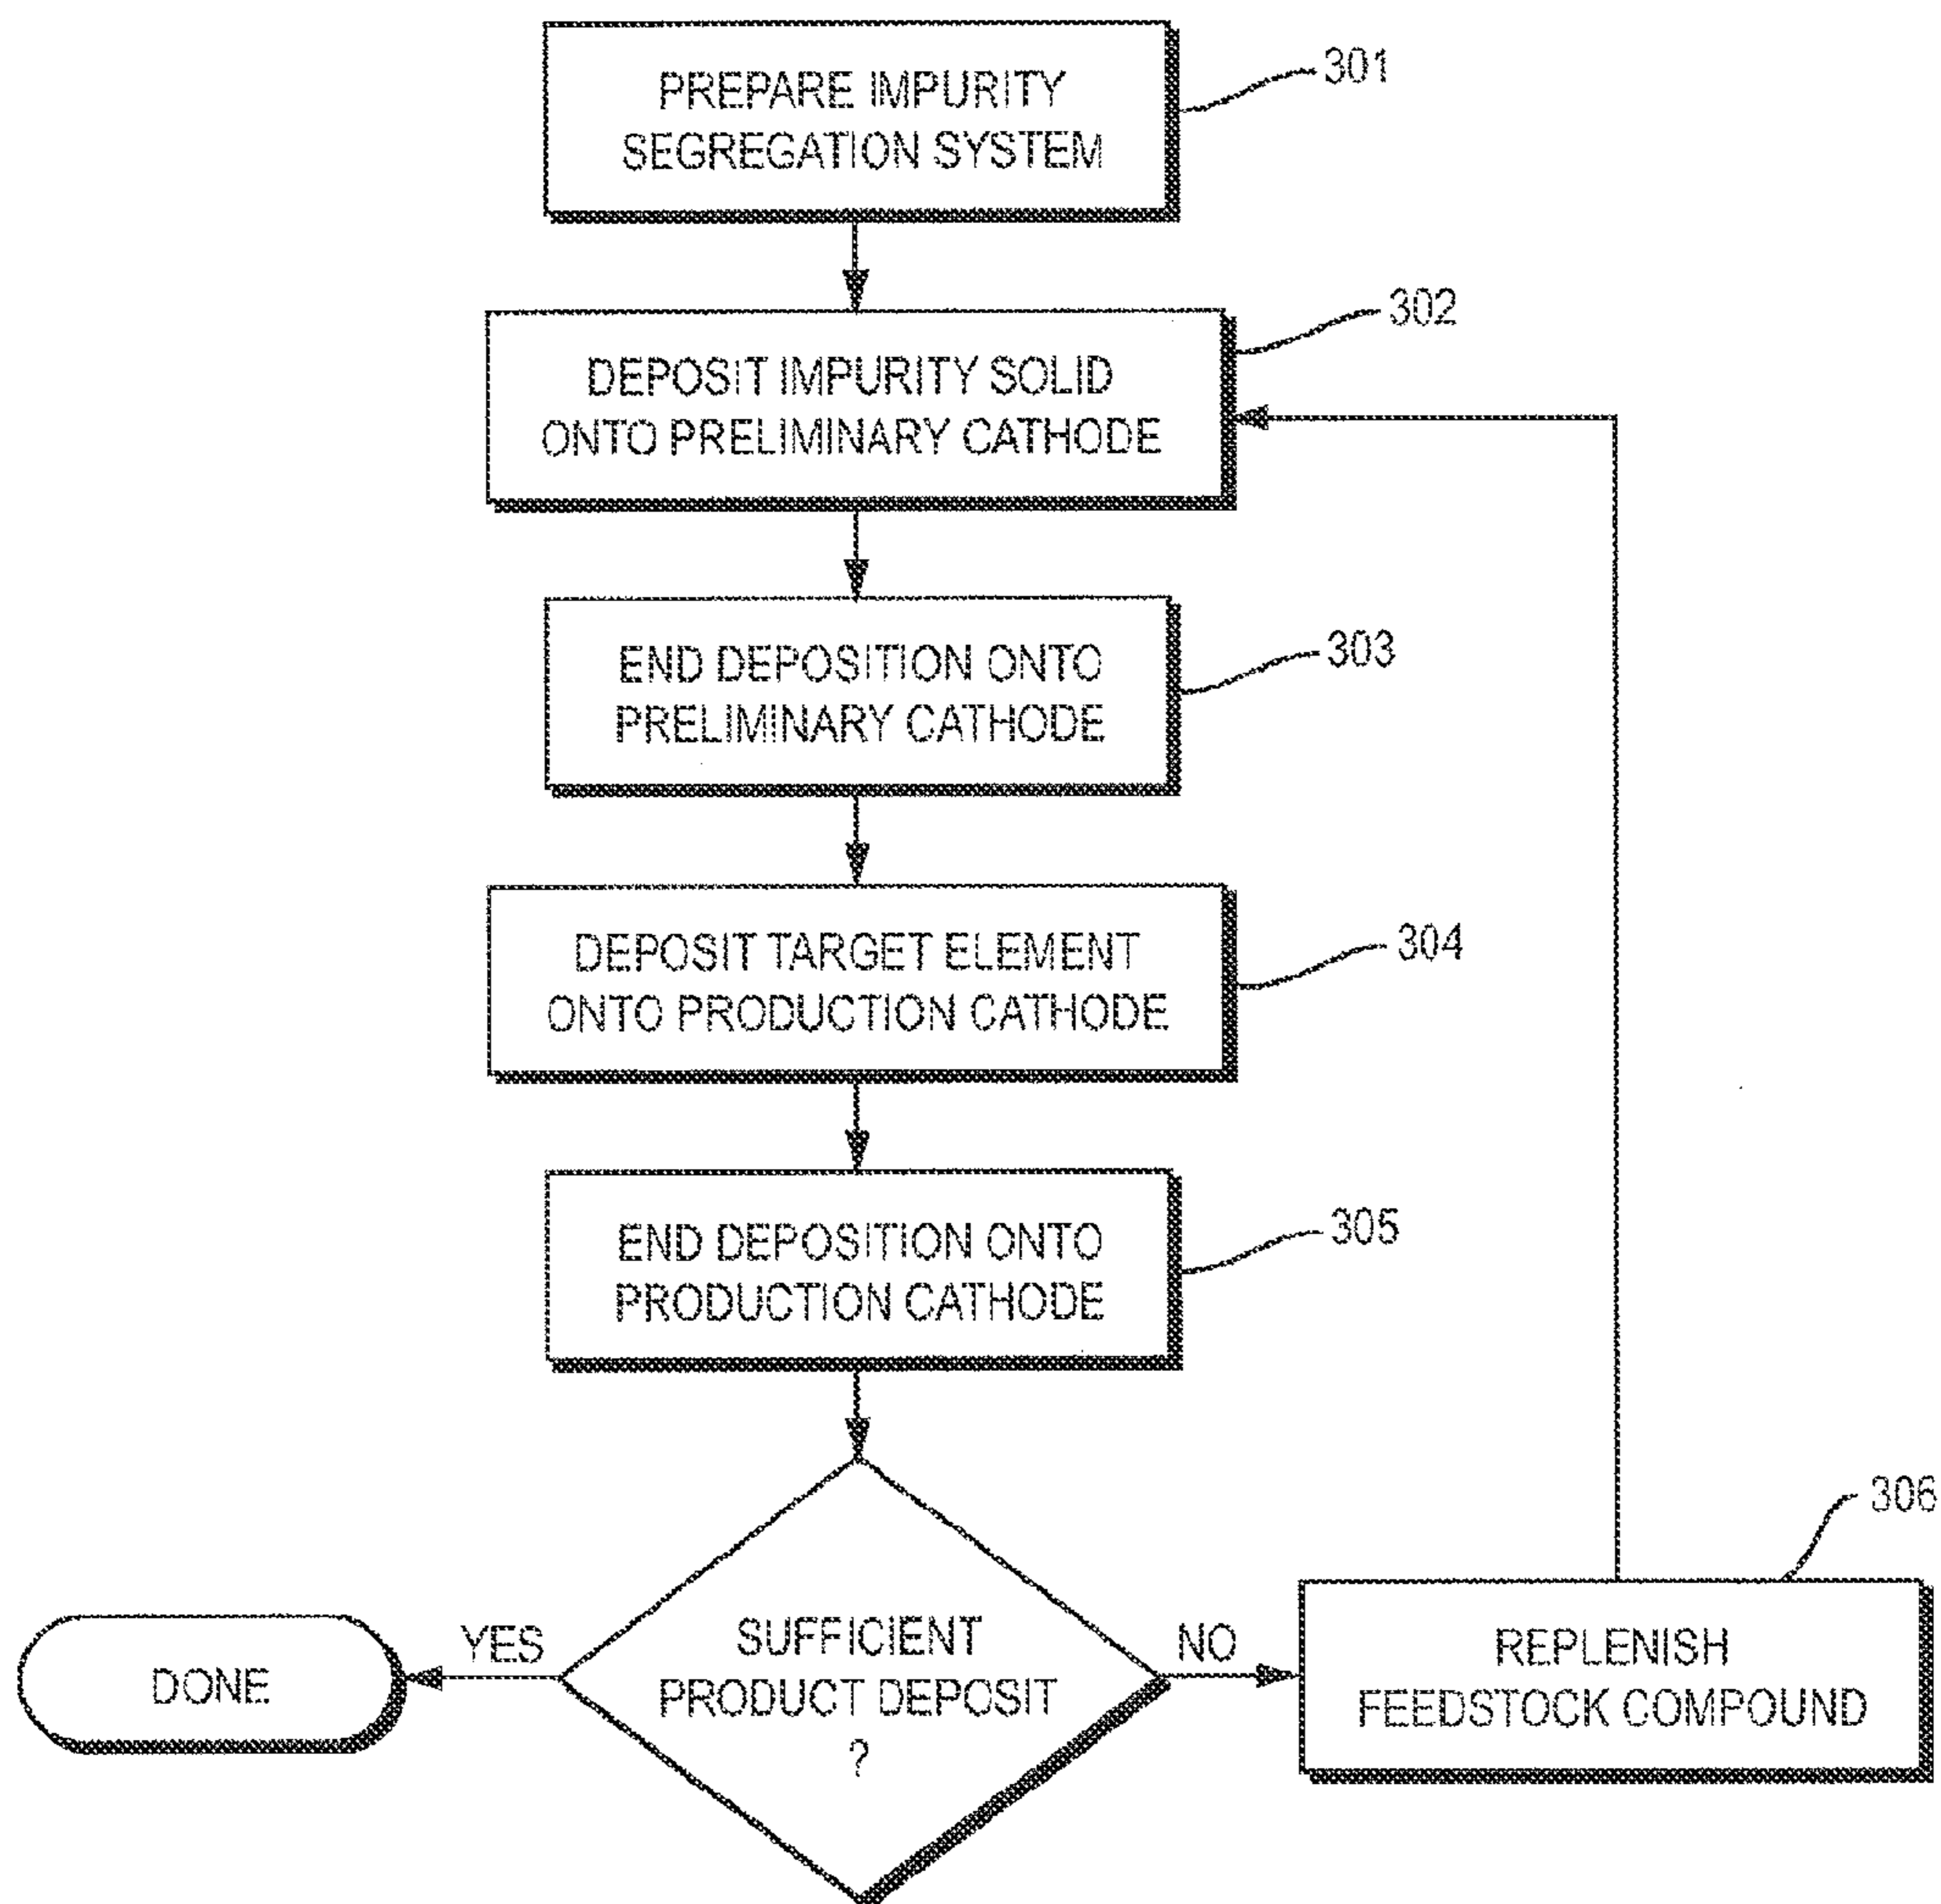 PREPARE IMPURITY
SEGREGATION SYSTEM
301
DEPOSIT IMPURITY SOLID
ONTO PRELIMINARY CATHODE
302
END DEPOSITION ONTO
PRELIMINARY CATHODE
303
DEPOSIT TARGET ELEMENT
ONTO PRODUCTION CATHODE
304
END DEPOSITION ONTO
PRODUCTION CATHODE
305
SUFFICIENT
PRODUCT DEPOSIT
?
YES
DONE
NO
REPLENISH
FEEDSTOCK COMPOUND
306